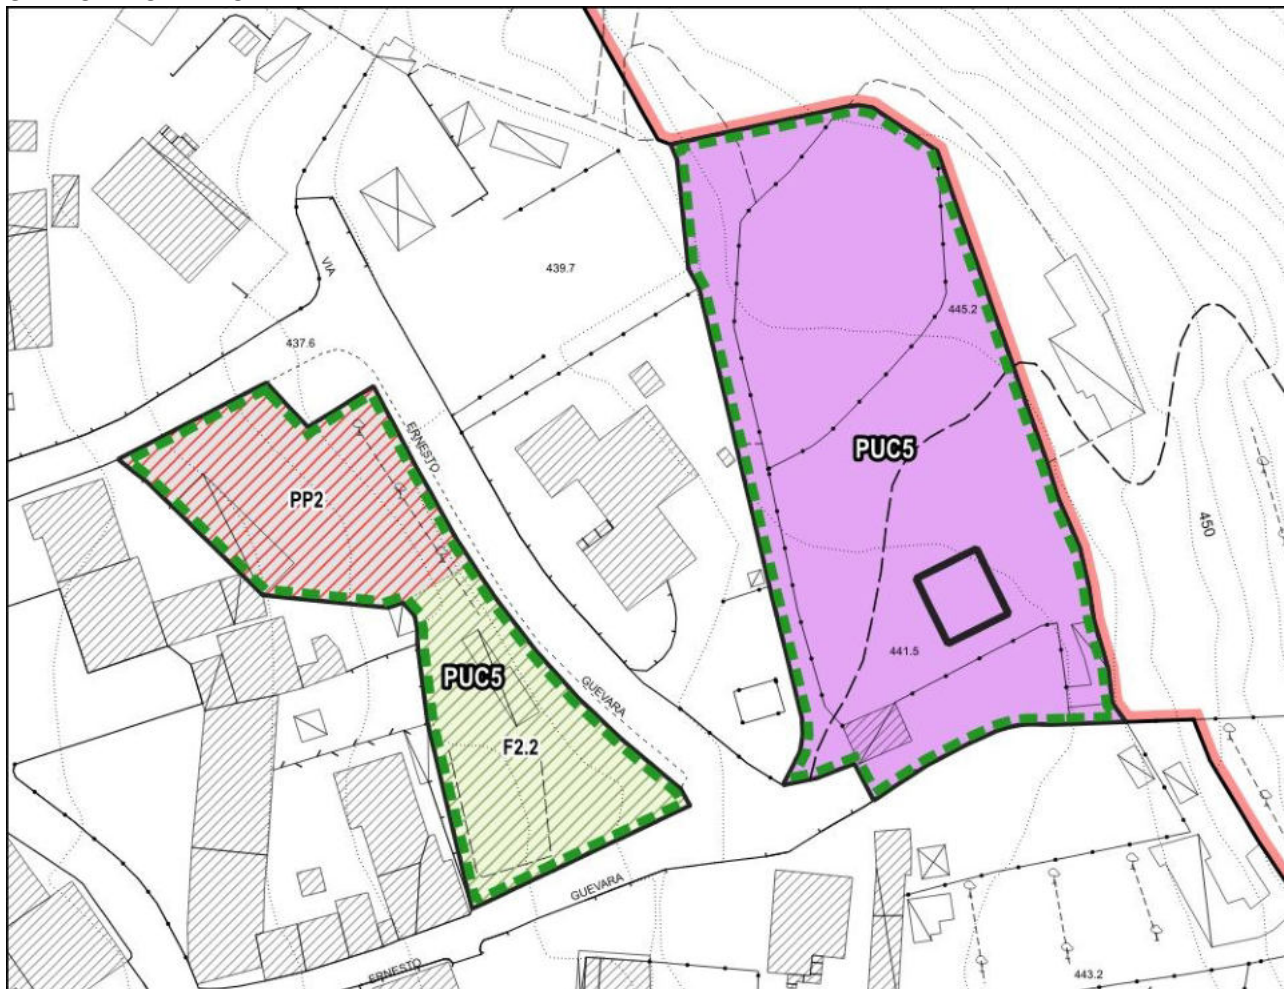 VIA
439.7
437.6
445.2
ERNESTO
PUC5
PP2
450
441.5
PUC5
GUEVARA
F2.2
GUEVARA
ERNESTO
443.2